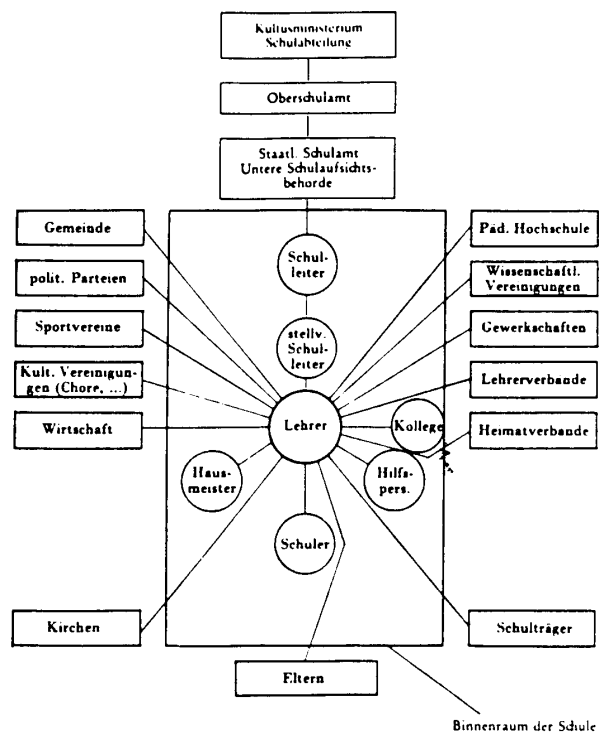 Kultusministerium
Schulabteilung
Oberschulamt
Staatl. Schulamt
Untere Schulaufsichts-
behorde
Gemeinde
polit. Parteien
Sportvereine
Kult. Vereinigun-
gen (Chore, ...)
Wirtschaft
Kirchen
Schul-
leiter
stellv.
Schul-
leiter
Lehrer
Kollege
Haus-
meister
Hilfs-
pers.
Schuler
Päd. Hochschule
Wissenschaftl.
Vereinigungen
Gewerkschaften
Lehrerverbande
Heimatverbande
Schulträger
Eltern
Binnenraum der Schule